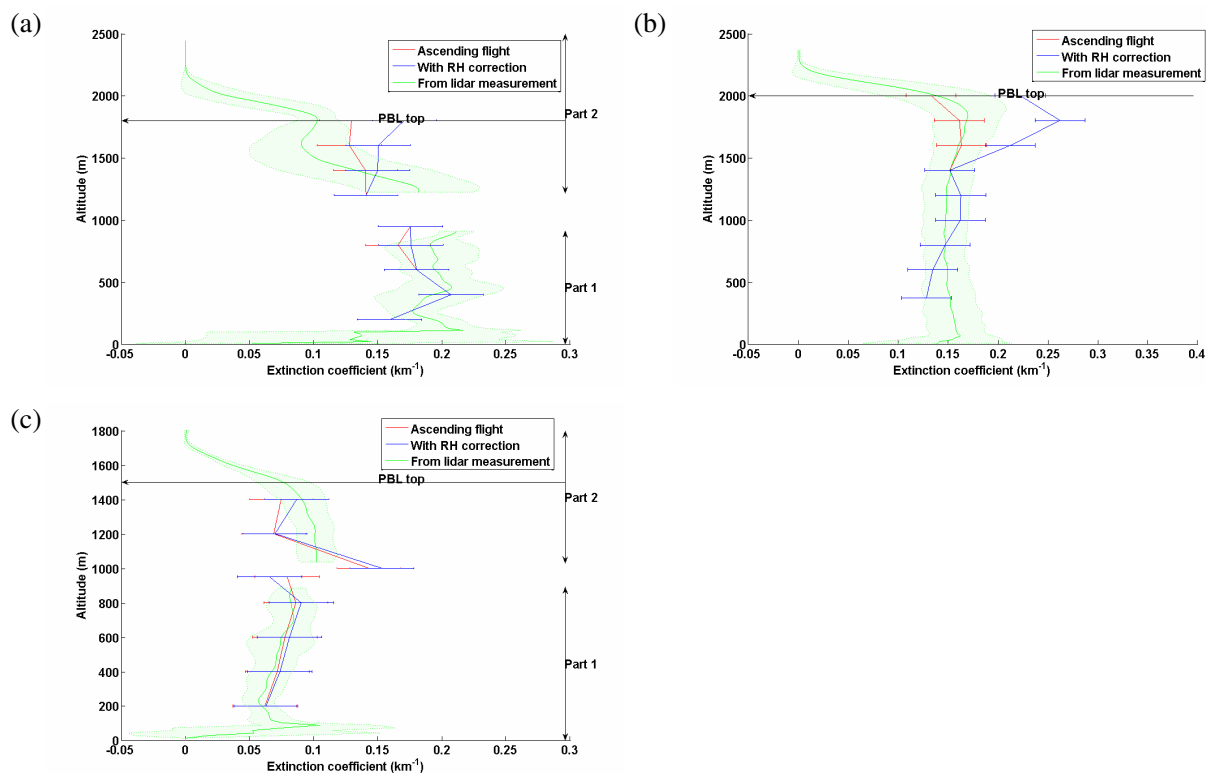 (a)
2500
2000
1500
1000
500
0
Altitude (m)
-0.05 0 0.05 0.1 0.15 0.2 0.25 0.3
Extinction coefficient (km-1)
Ascending flight
With RH correction
From lidar measurement
PBL top
Part 2
Part 1
(b)
2500
2000
1500
1000
500
0
Altitude (m)
-0.05 0 0.05 0.1 0.15 0.2 0.25 0.3 0.35 0.4
Extinction coefficient (km-1)
Ascending flight
With RH correction
From lidar measurement
PBL top
(c)
1800
1600
1400
1200
1000
800
600
400
200
0
Altitude (m)
-0.05 0 0.05 0.1 0.15 0.2 0.25 0.3
Extinction coefficient (km-1)
Ascending flight
With RH correction
From lidar measurement
PBL top
Part 2
Part 1